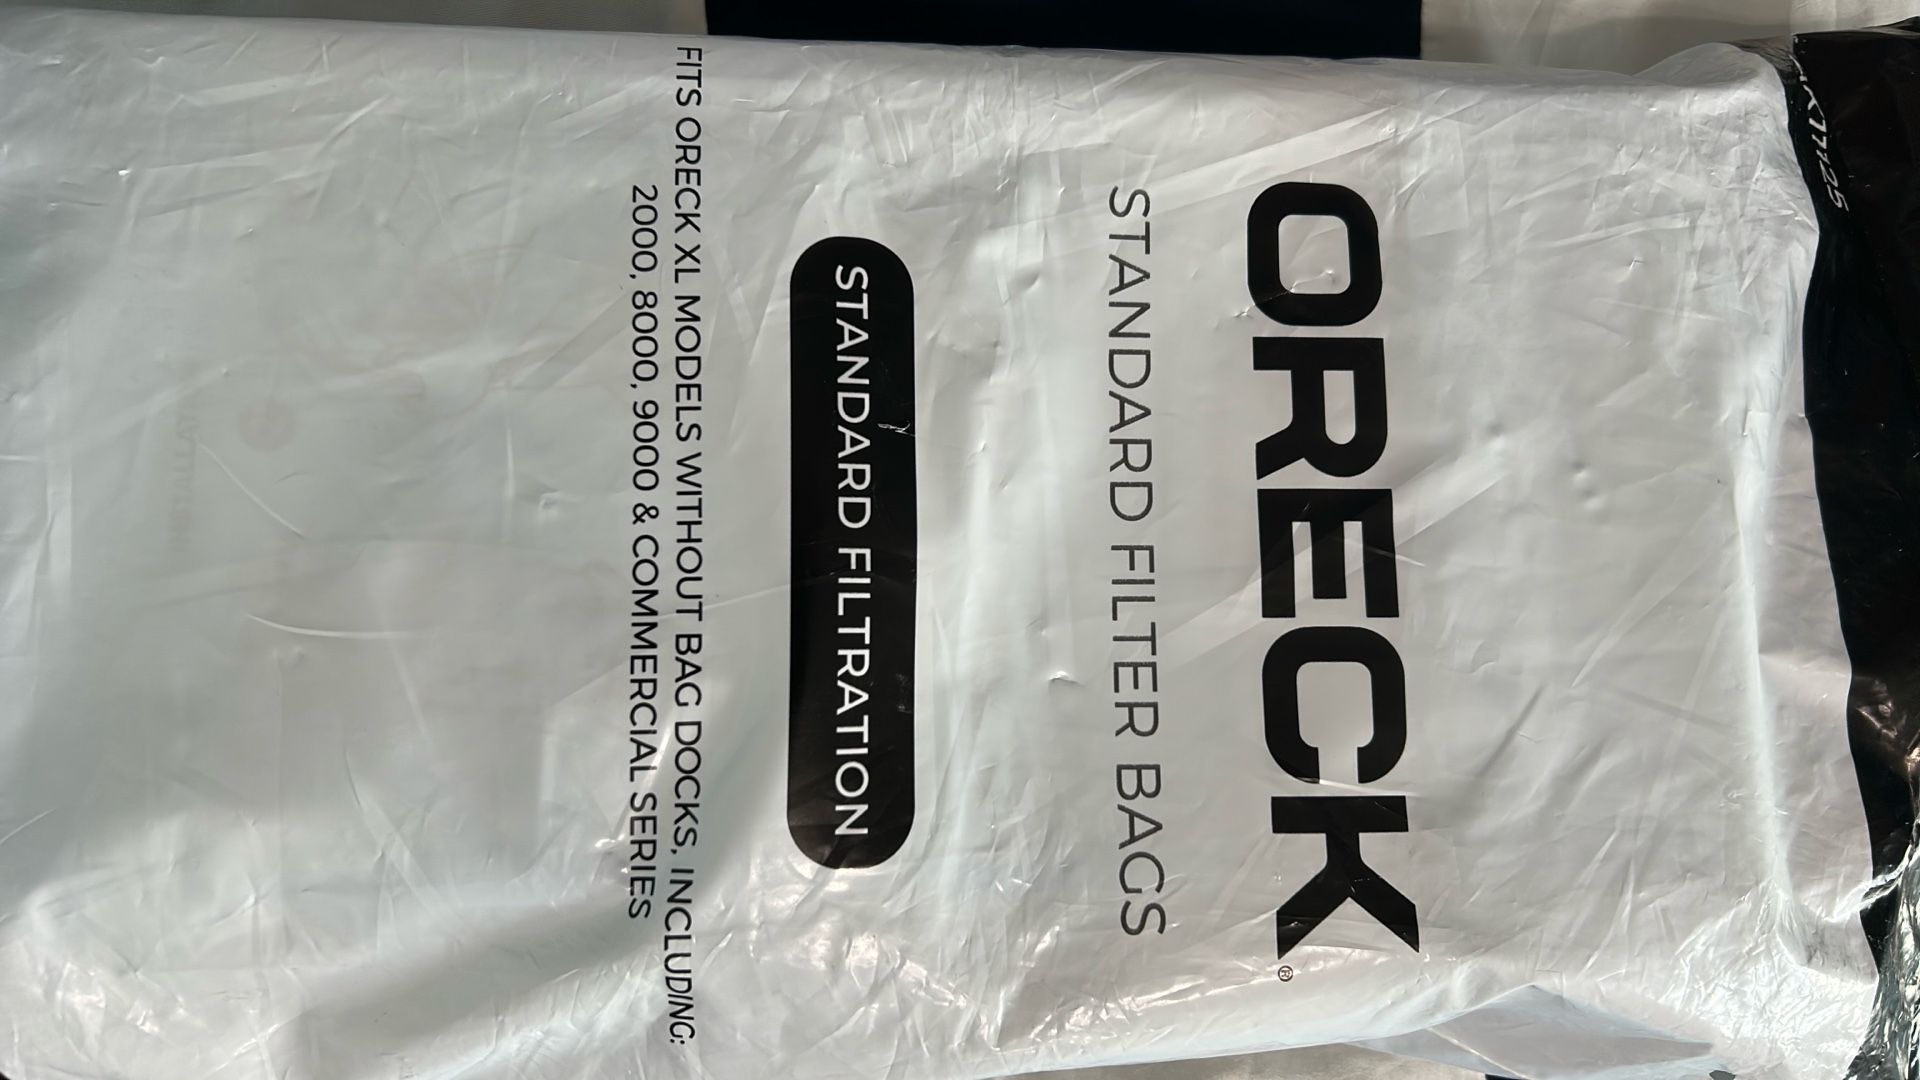 ORECK®
STANDARD FILTER BAGS
STANDARD FILTRATION
FITS ORECK XL MODELS WITHOUT BAG DOCKS, INCLUDING:
2000, 8000, 9000 & COMMERCIAL SERIES